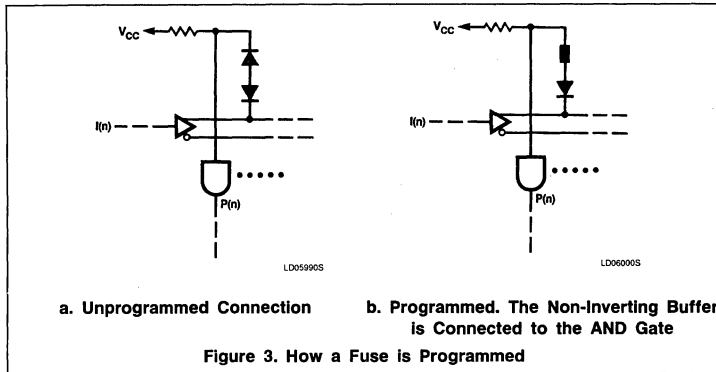 VCC
I(n)
P(n)
LD05990S
a. Unprogrammed Connection
VCC
I(n)
P(n)
LD06000S
b. Programmed. The Non-Inverting Buffer
is Connected to the AND Gate
Figure 3. How a Fuse is Programmed